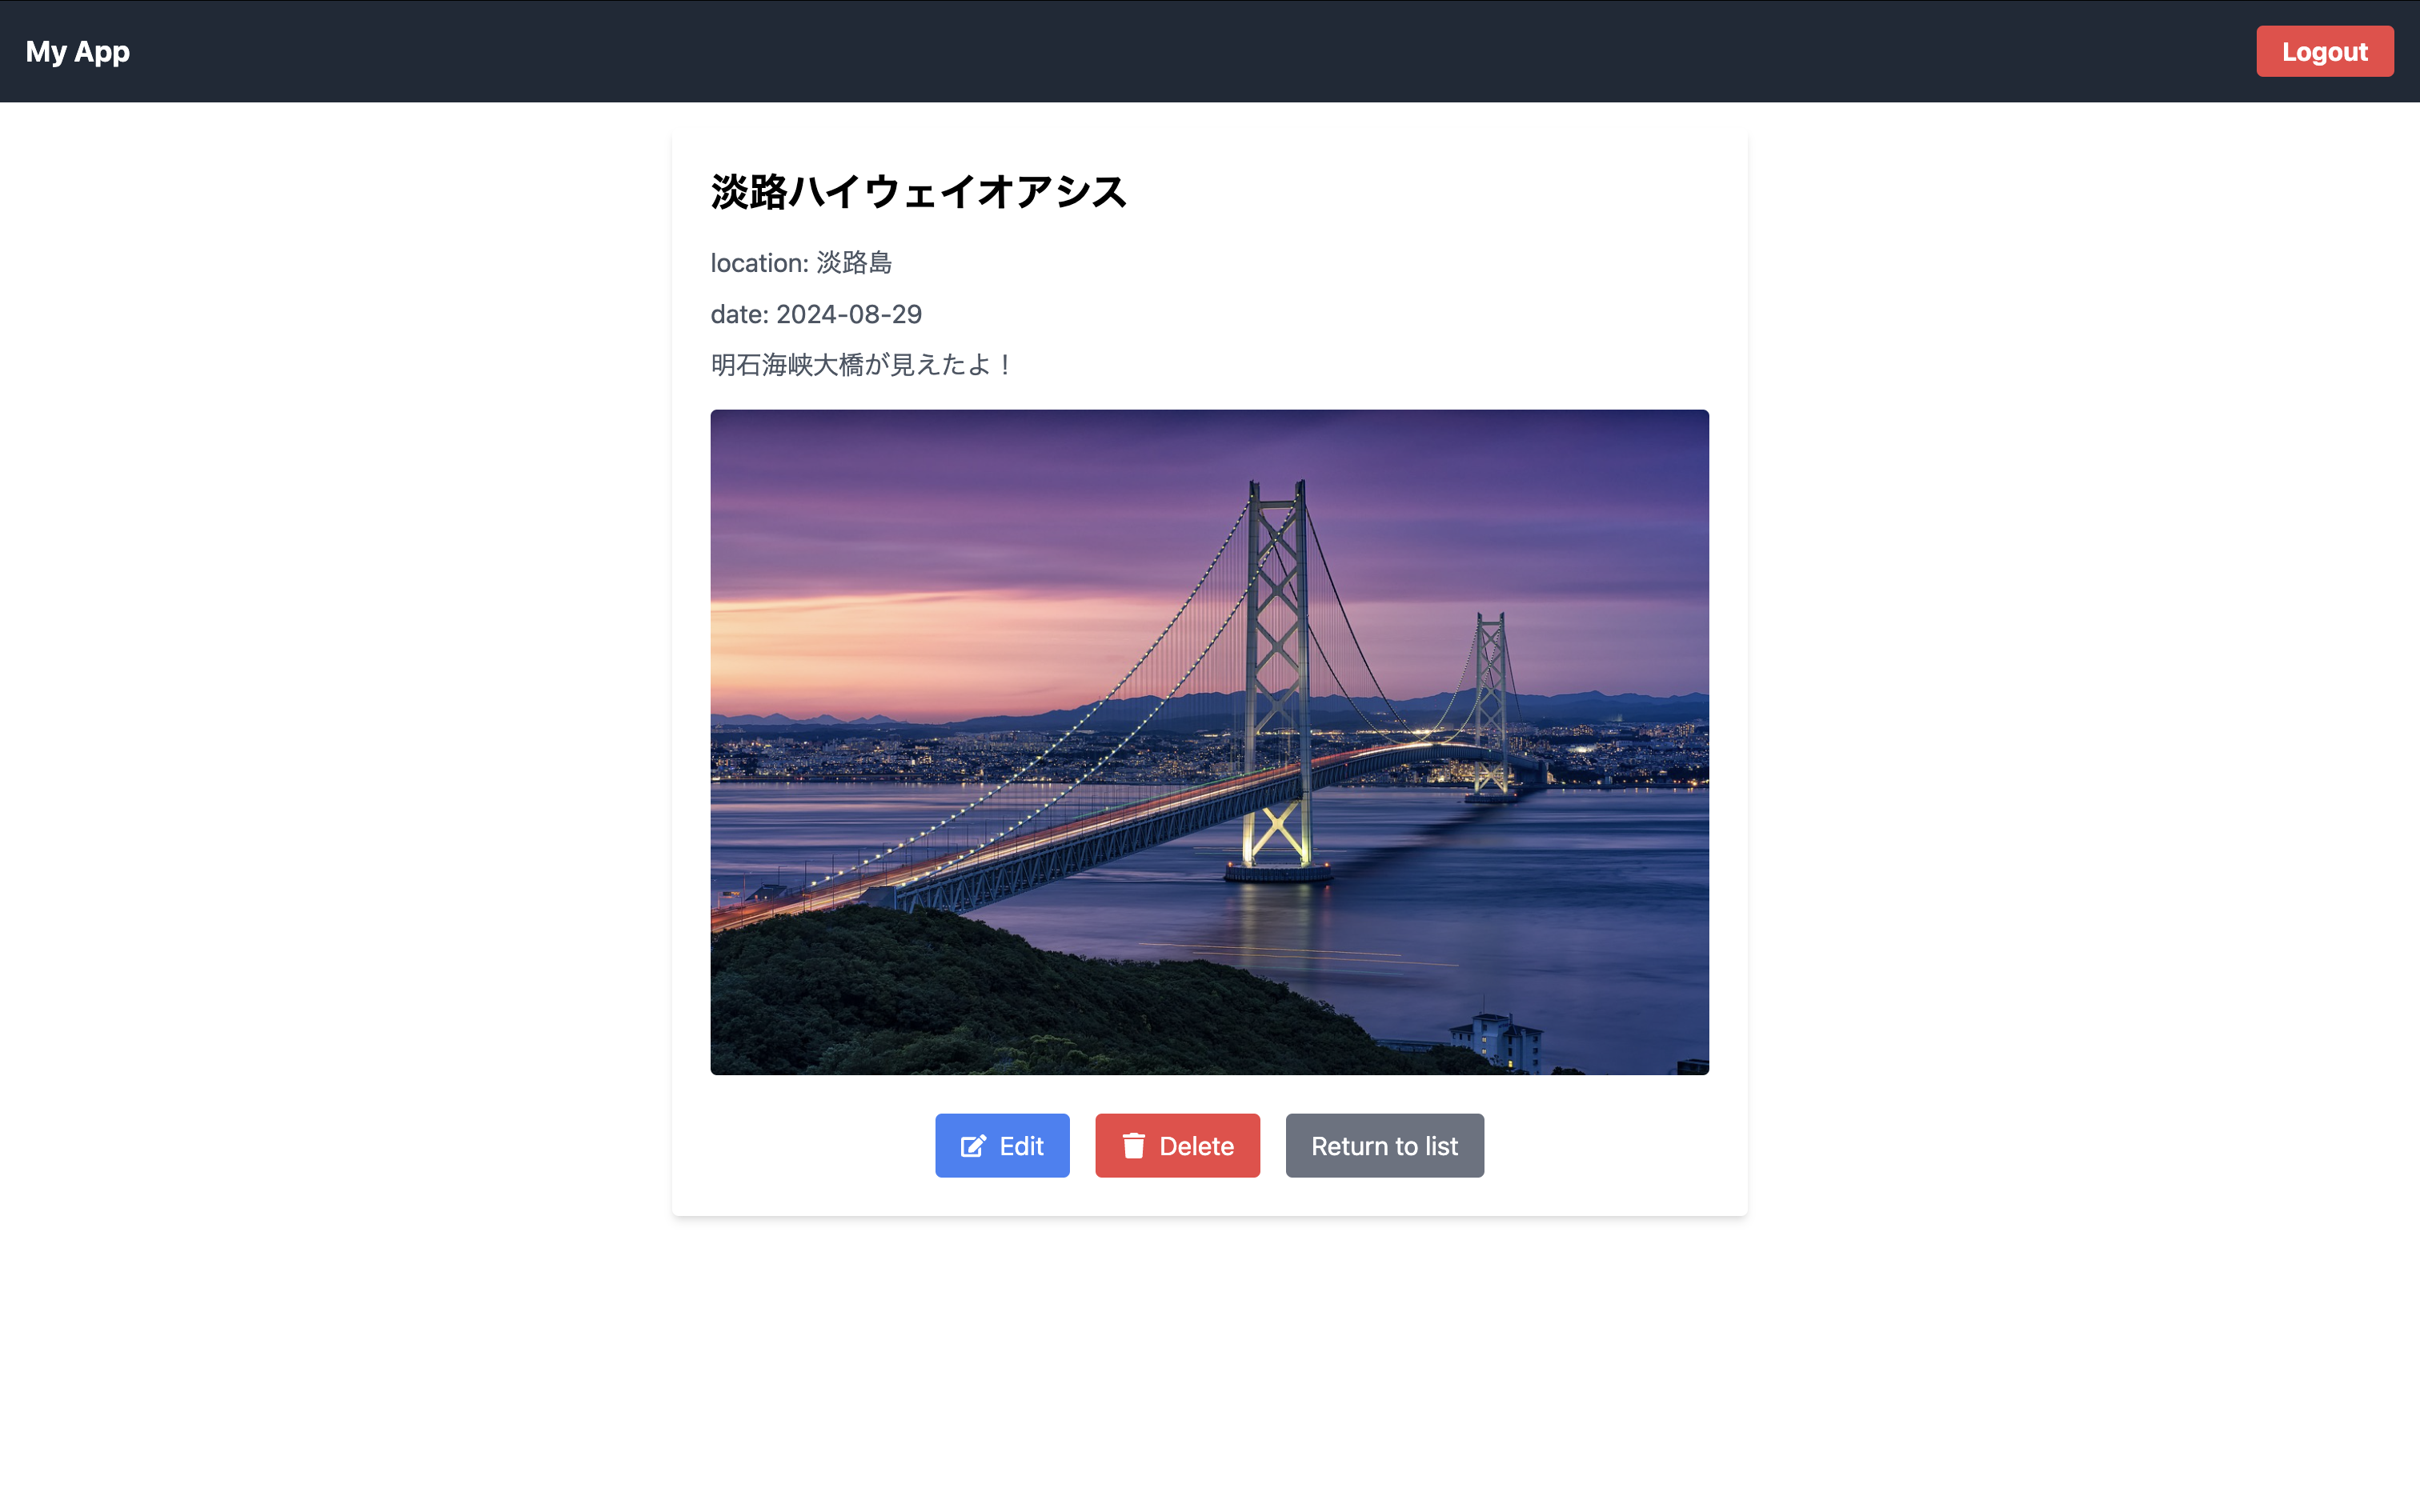 My App
Logout
淡路ハイウェイオアシス
location: 淡路島
date: 2024-08-29
明石海峡大橋が見えたよ！
Edit
Delete
Return to list